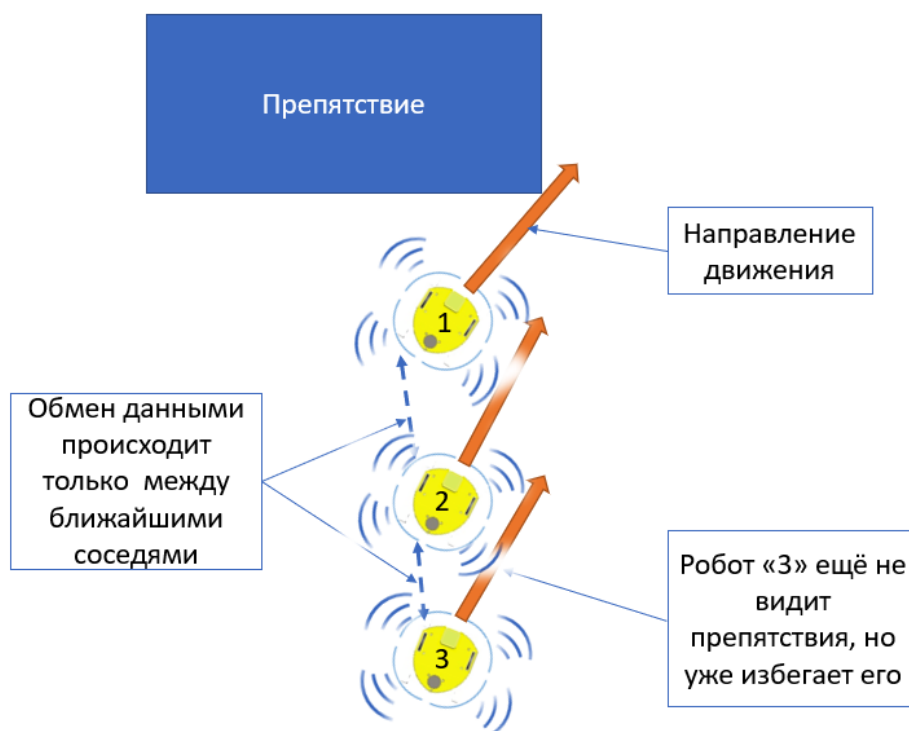 Препятствие
Направление
движения
1
Обмен данными
происходит
только между
ближайшими
соседями
2
Робот «3» ещё не
видит
препятствия, но
уже избегает его
3